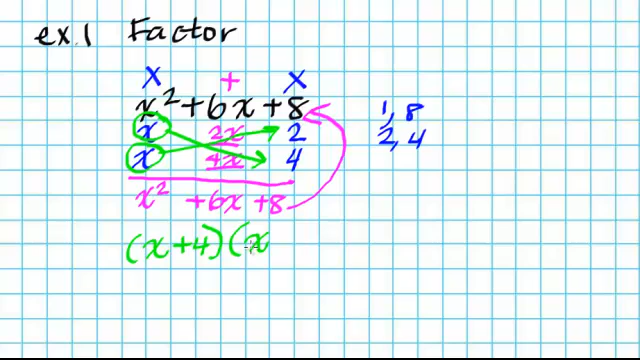 ex.1 Factor
x + x
x² + 6x + 8
x 2x 2
x 4x 4
x² + 6x + 8
(x + 4) (x
1, 8
2, 4